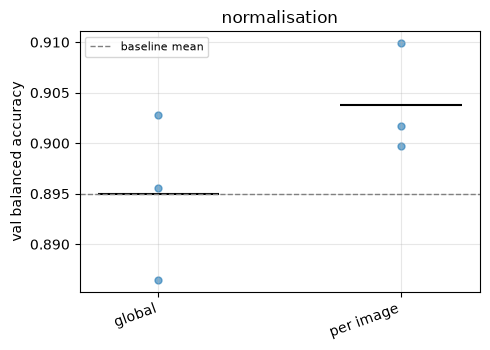 normalisation
baseline mean
val balanced accuracy
0.910
0.905
0.900
0.895
0.890
global
per image